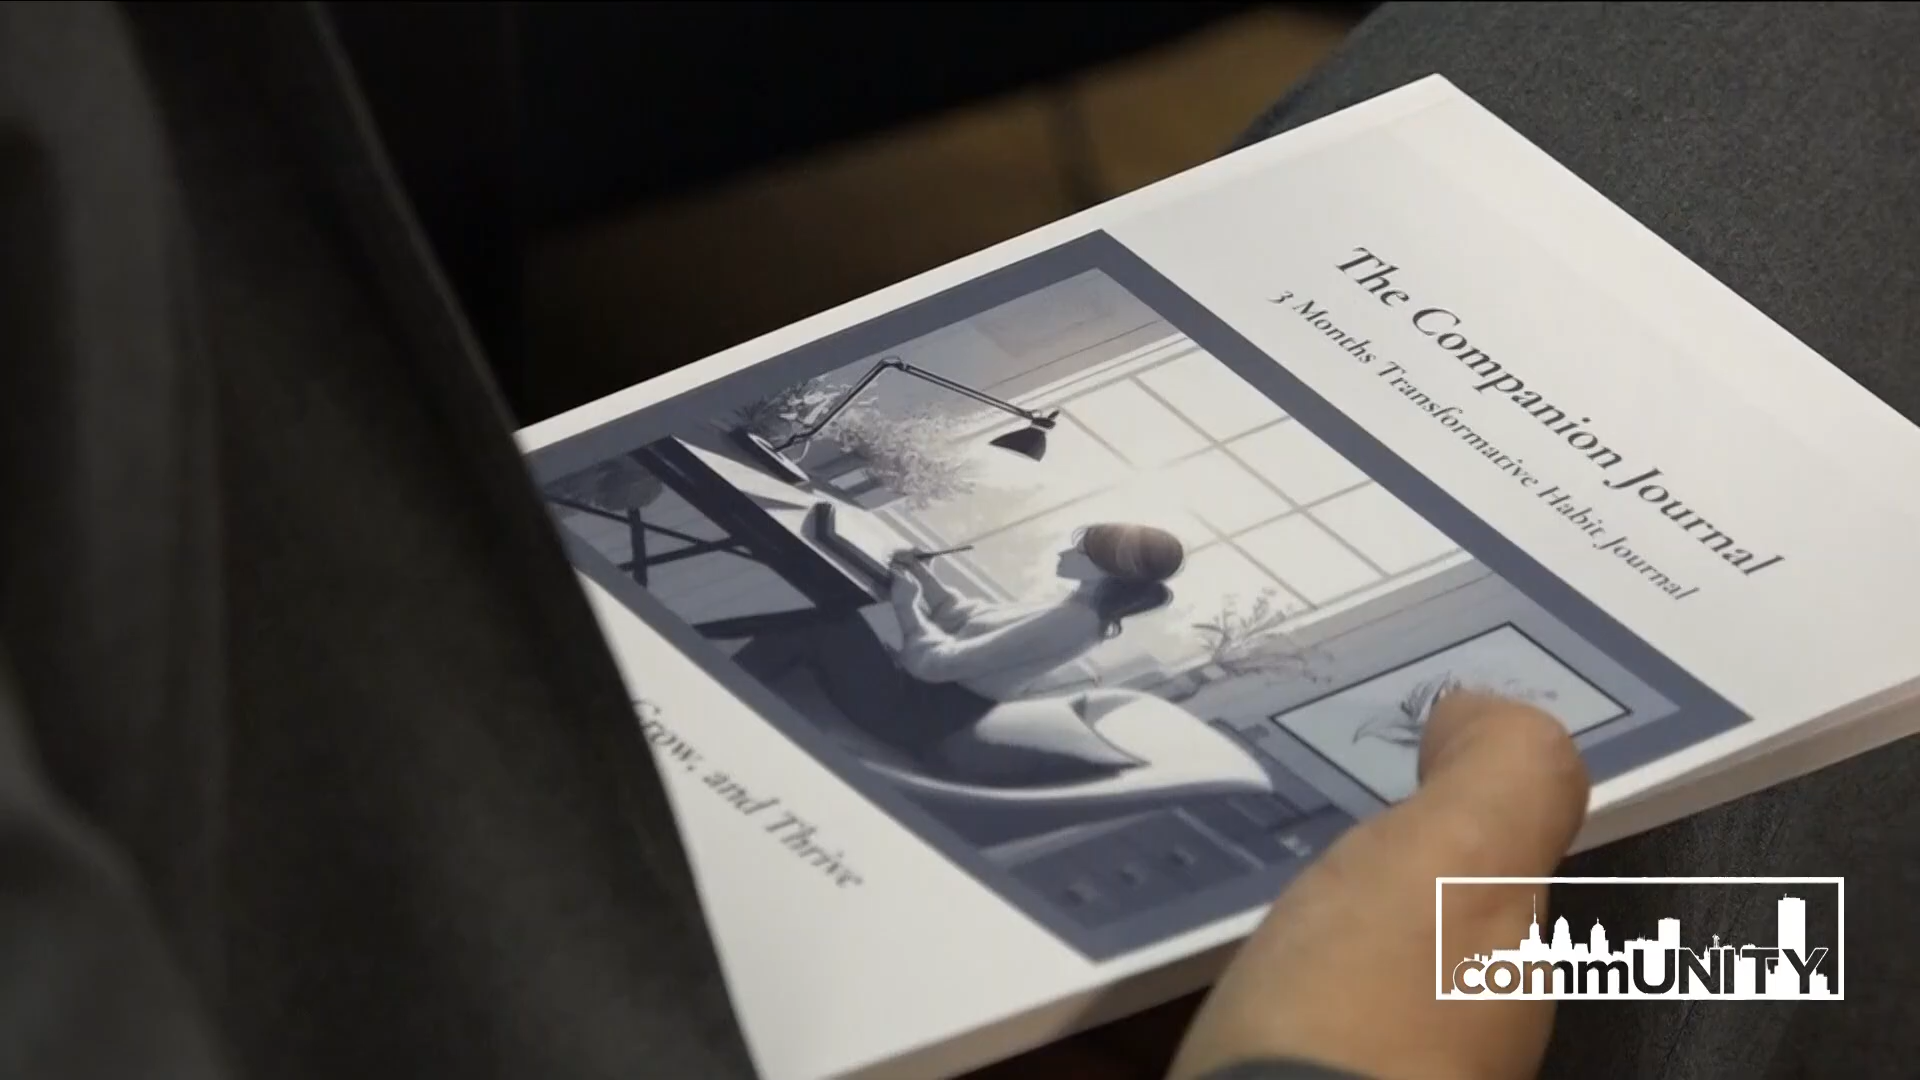 The Companion Journal
3 Months Transformative Habit Journal
Grow, and Thrive
commUNITY